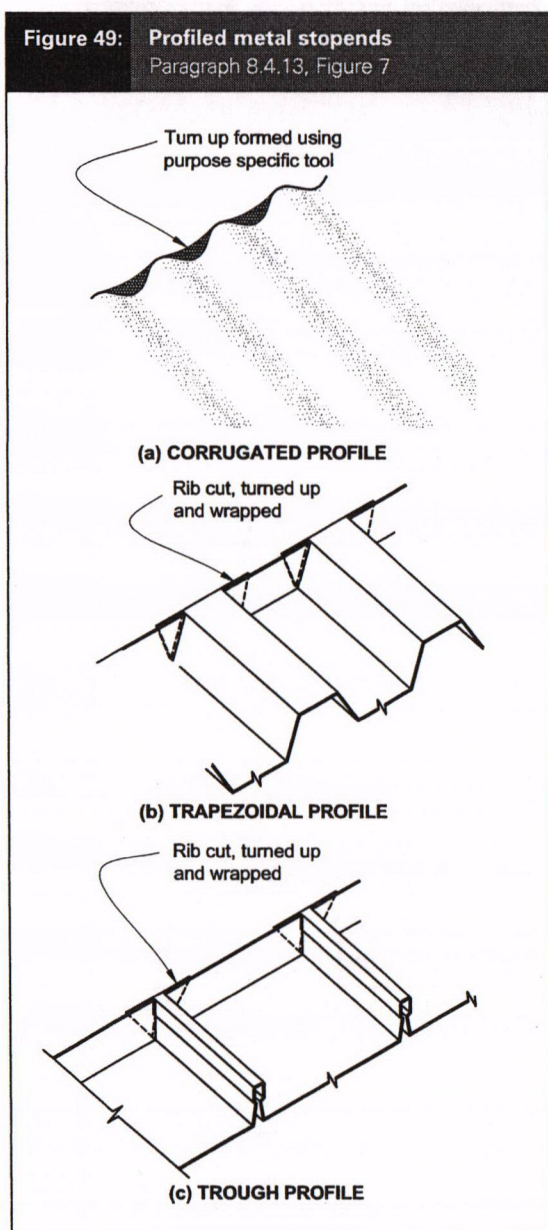 Figure 49: Profiled metal stopends
Paragraph 8.4.13, Figure 7
Turn up formed using
purpose specific tool
(a) CORRUGATED PROFILE
Rib cut, turned up
and wrapped
(b) TRAPEZOIDAL PROFILE
Rib cut, turned up
and wrapped
(c) TROUGH PROFILE